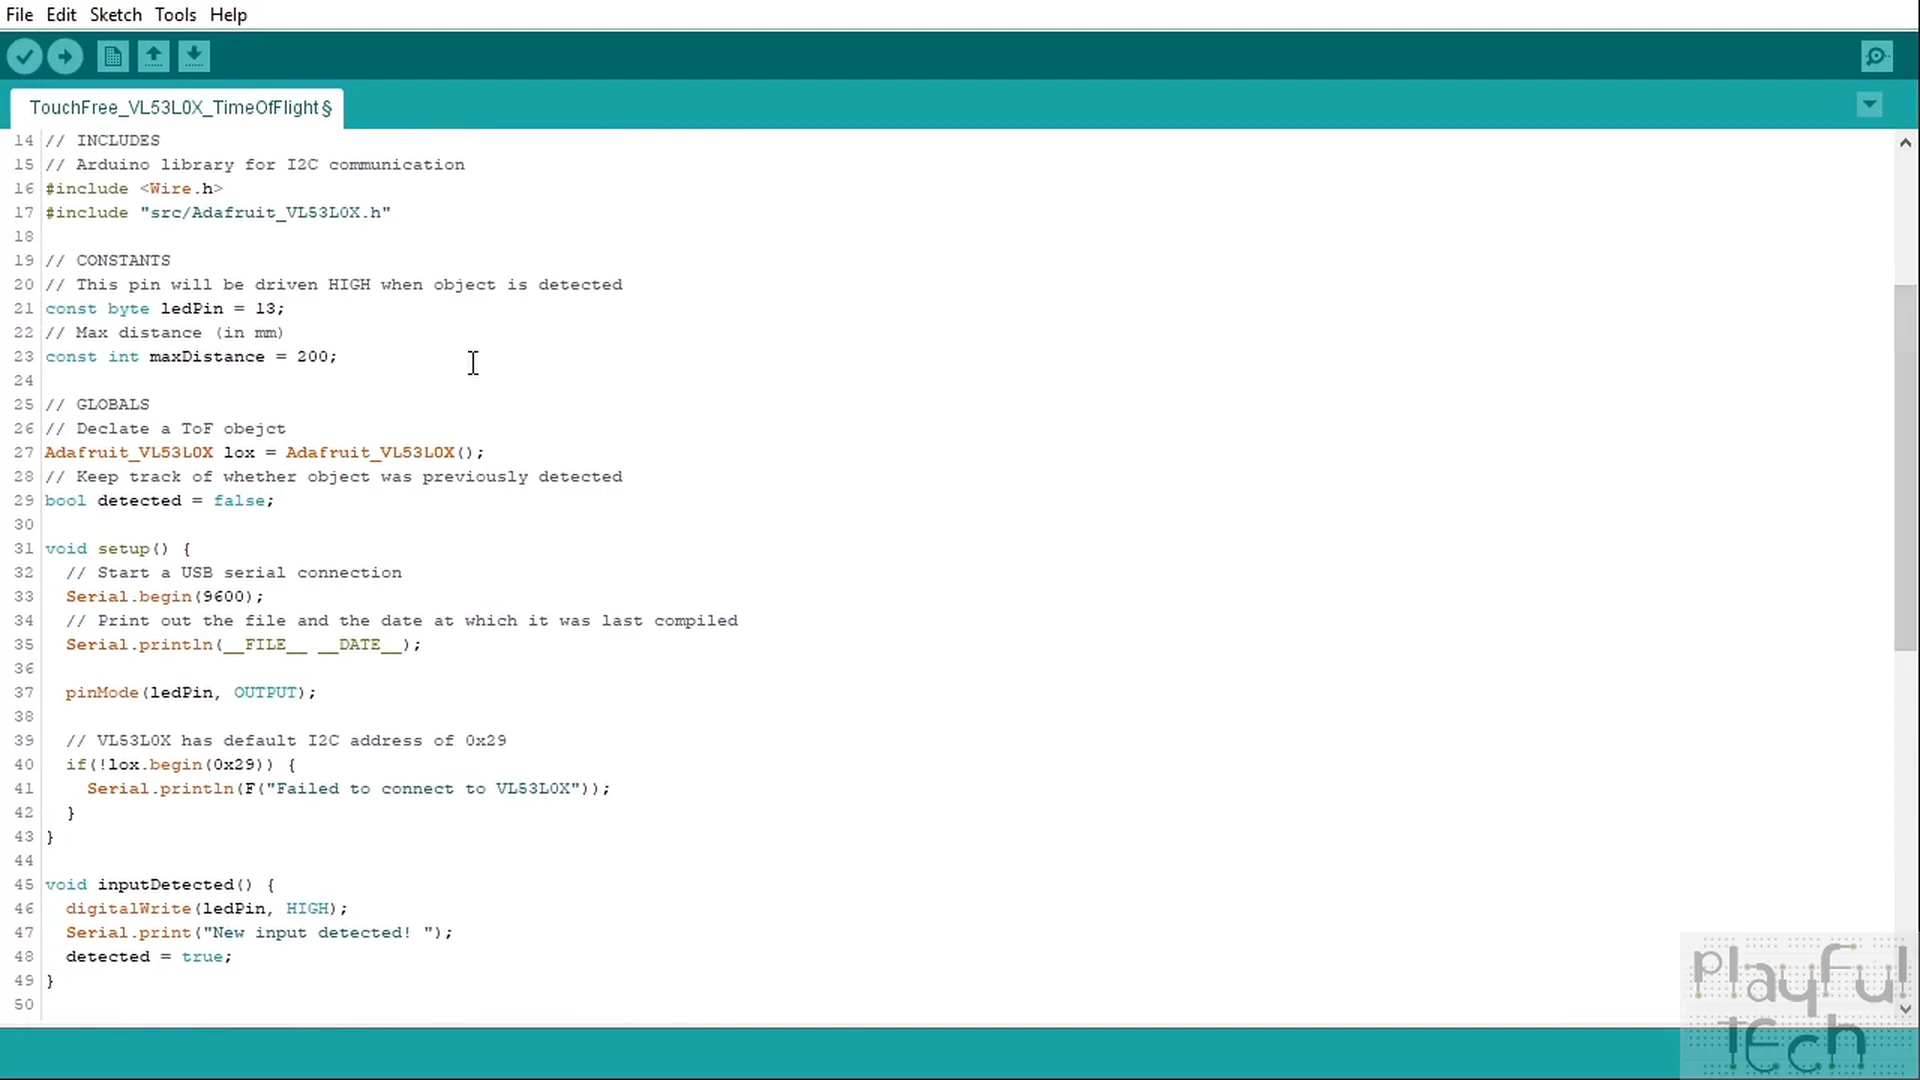 File Edit Sketch Tools Help
TouchFree_VL53L0X_TimeOfFlight §
14 // INCLUDES
15 // Arduino library for I2C communication
16 #include <Wire.h>
17 #include "src/Adafruit_VL53L0X.h"
18
19 // CONSTANTS
20 // This pin will be driven HIGH when object is detected
21 const byte ledPin = 13;
22 // Max distance (in mm)
23 const int maxDistance = 200;
24
25 // GLOBALS
26 // Declate a ToF obejct
27 Adafruit_VL53L0X lox = Adafruit_VL53L0X();
28 // Keep track of whether object was previously detected
29 bool detected = false;
30
31 void setup() {
32   // Start a USB serial connection
33   Serial.begin(9600);
34   // Print out the file and the date at which it was last compiled
35   Serial.println(__FILE__ __DATE__);
36
37   pinMode(ledPin, OUTPUT);
38
39   // VL53L0X has default I2C address of 0x29
40   if(!lox.begin(0x29)) {
41     Serial.println(F("Failed to connect to VL53L0X"));
42   }
43 }
44
45 void inputDetected() {
46   digitalWrite(ledPin, HIGH);
47   Serial.print("New input detected! ");
48   detected = true;
49 }
50
playful
tech